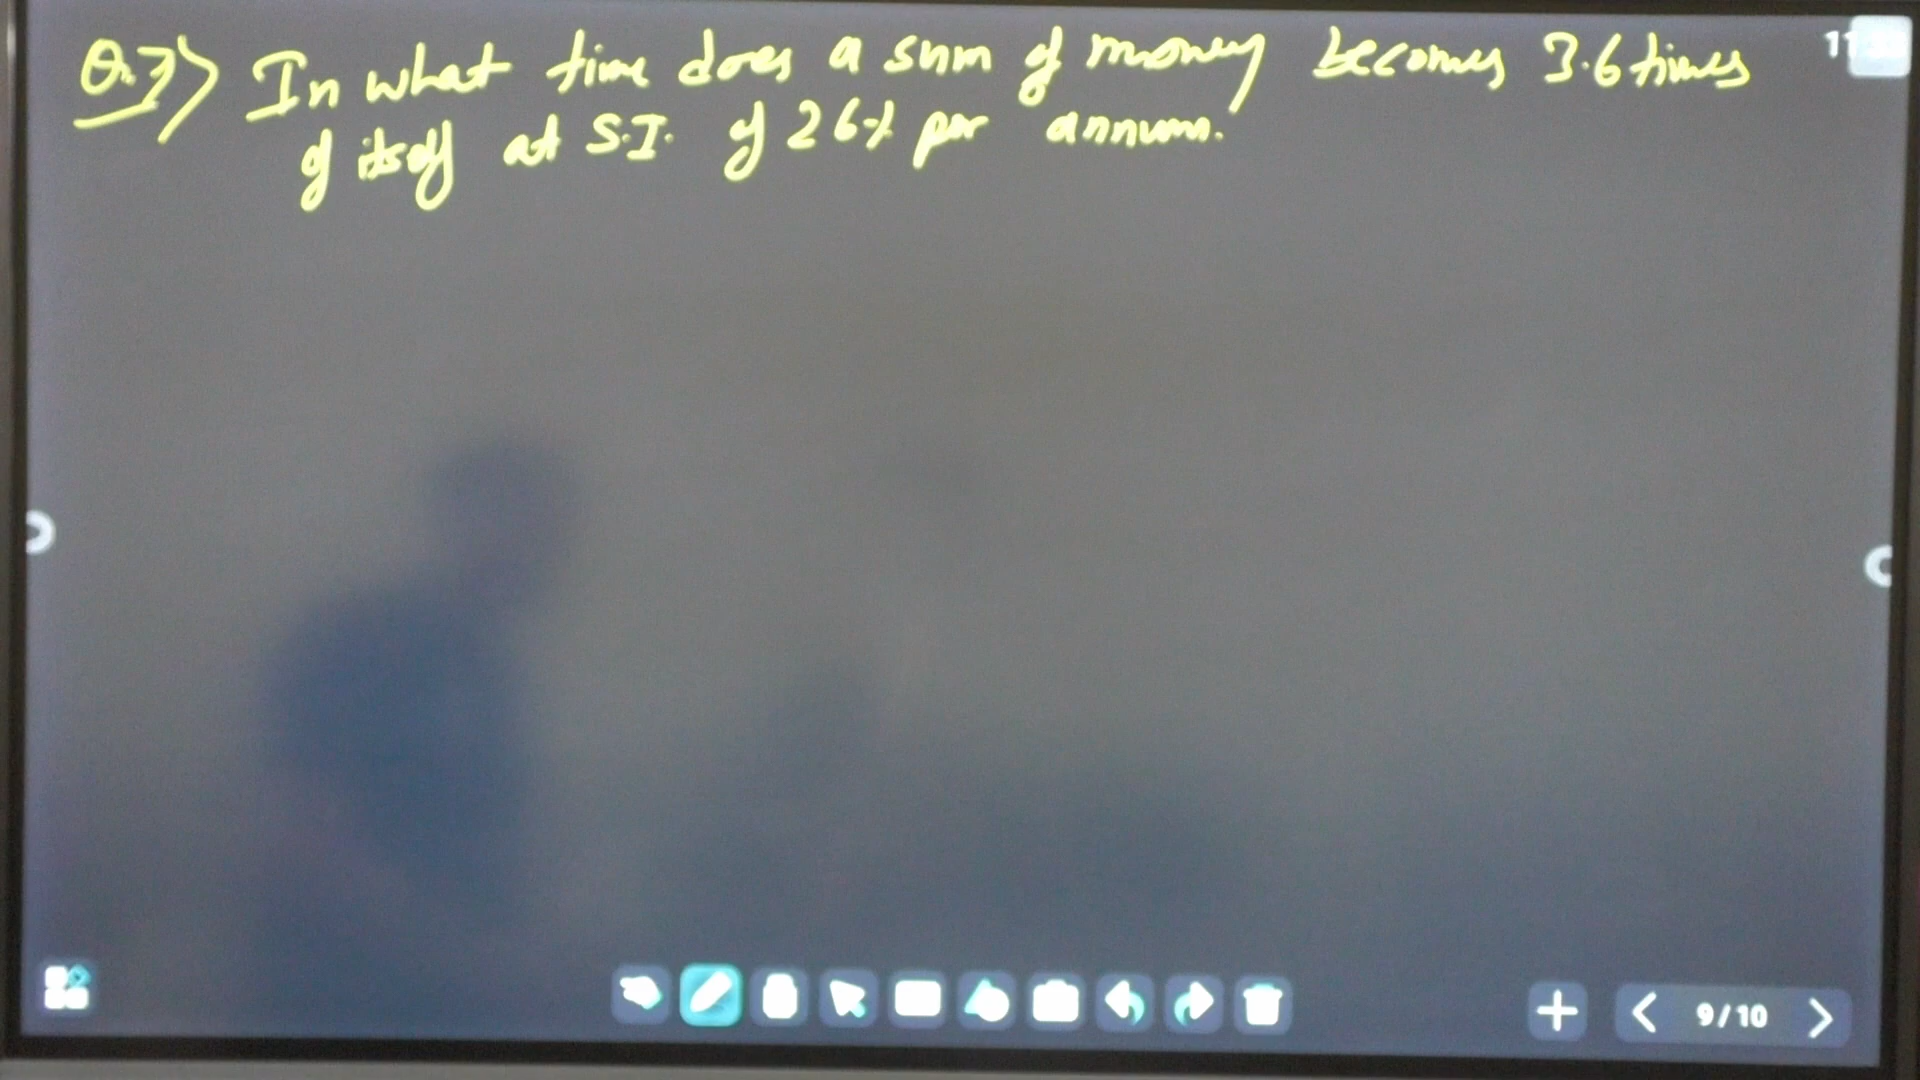 Q.7> In what time does a sum of money becomes 3.6 times
of itself at S.I. of 26% per annum.
9/10